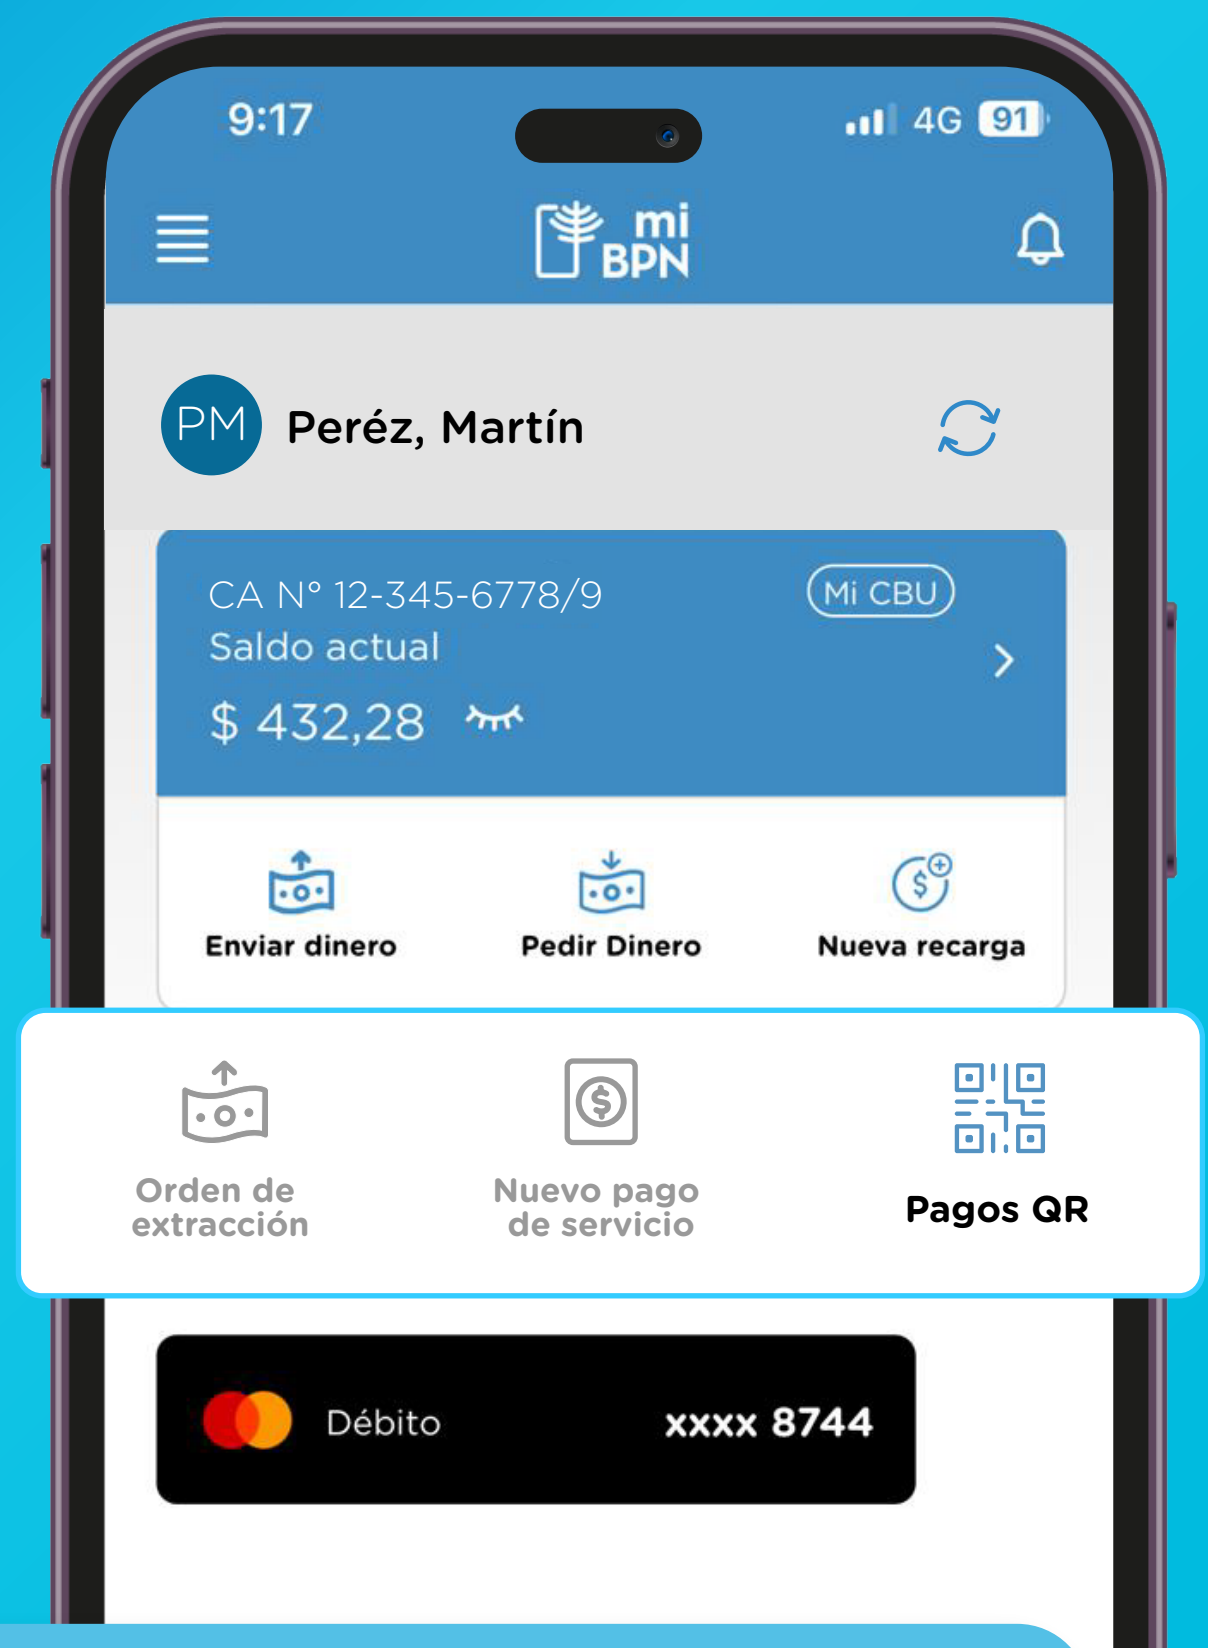 9:17
4G 91
mi
BPN
PM Peréz, Martín
CA N° 12-345-6778/9
Mi CBU
Saldo actual
$ 432,28
Enviar dinero
Pedir Dinero
Nueva recarga
Orden de
extracción
Nuevo pago
de servicio
Pagos QR
Débito xxxx 8744